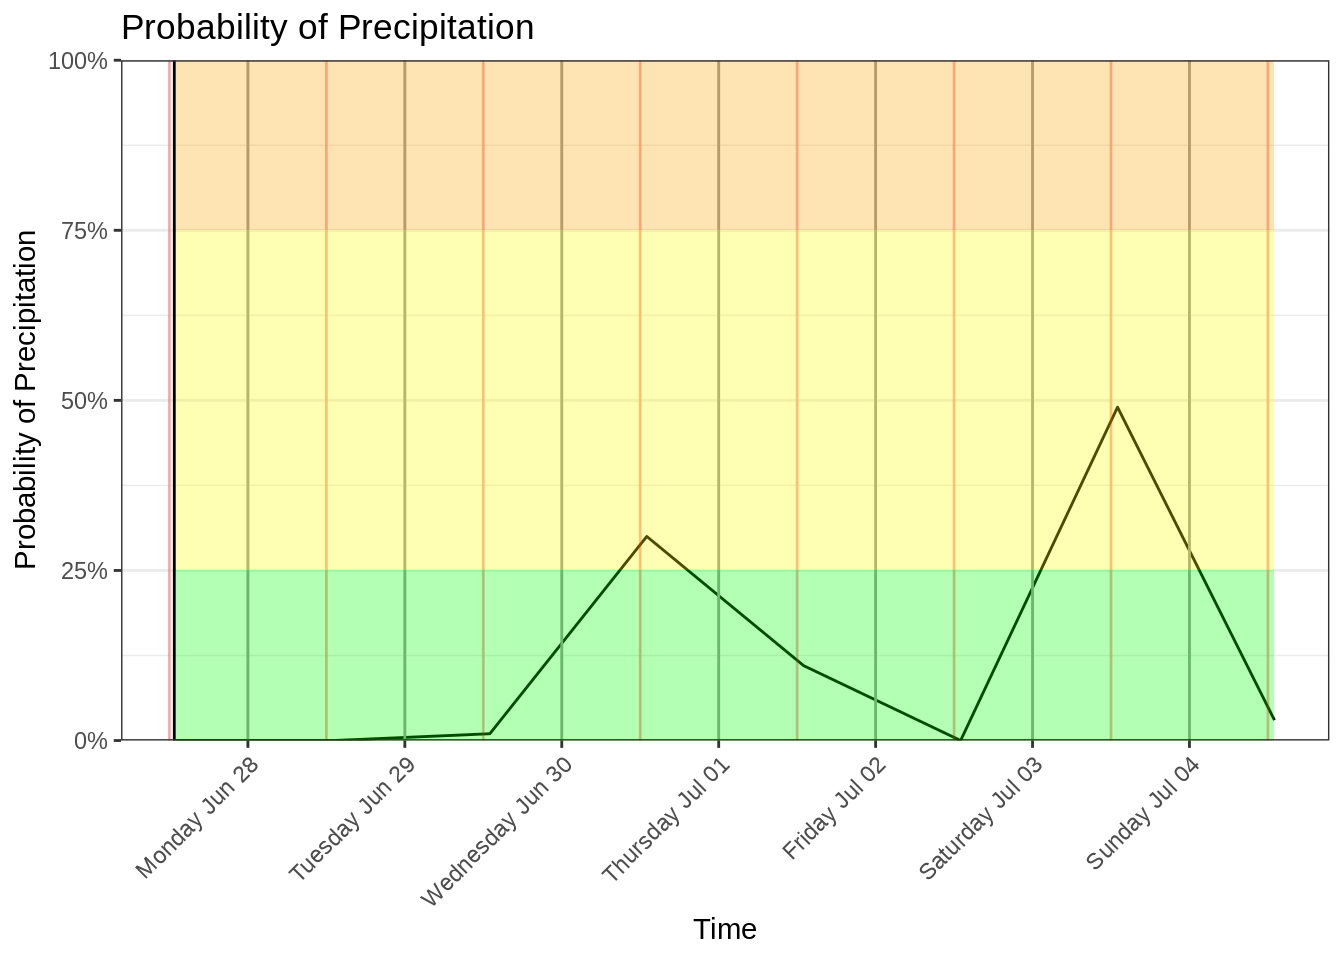 Probability of Precipitation
Probability of Precipitation
100%
75%
50%
25%
0%
Monday Jun 28
Tuesday Jun 29
Wednesday Jun 30
Thursday Jul 01
Friday Jul 02
Saturday Jul 03
Sunday Jul 04
Time